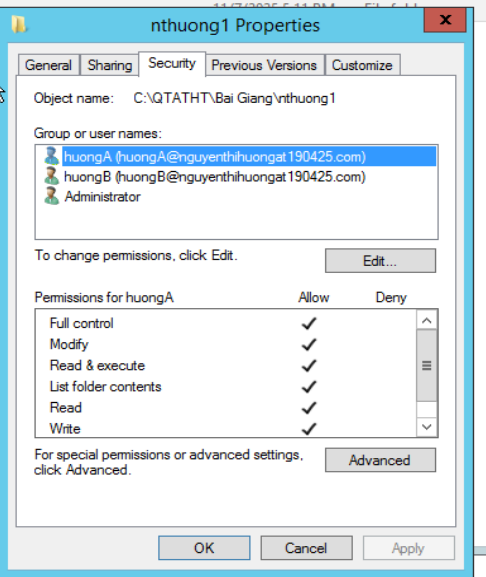 nthuong1 Properties
x
General Sharing Security Previous Versions Customize
Object name: C:\QTATHT\Bai Giang\nthuong1
Group or user names:
huongA (huongA@nguyenthihuongat190425.com)
huongB (huongB@nguyenthihuongat190425.com)
Administrator
To change permissions, click Edit.
Edit...
Permissions for huongA Allow Deny
Full control
Modify
Read & execute
List folder contents
Read
Write
For special permissions or advanced settings,
click Advanced.
Advanced
OK Cancel Apply